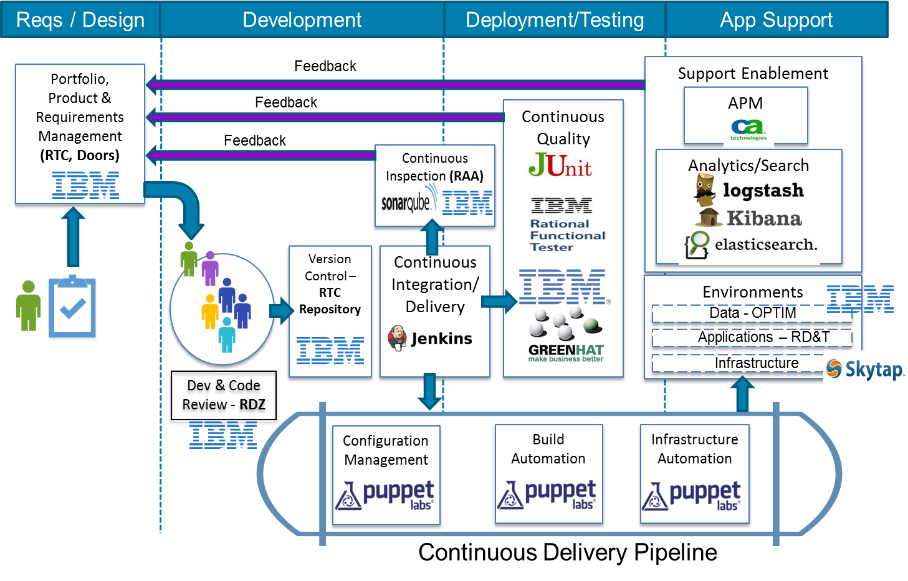 Reqs / Design
Development
Deployment/Testing
App Support
Portfolio,
Product &
Requirements
Management
(RTC, Doors)
IBM
Feedback
Feedback
Feedback
Dev & Code
Review - RDZ
IBM
Version
Control –
RTC
Repository
IBM
Continuous
Inspection (RAA)
sonarqube
IBM
Continuous
Integration/
Delivery
Jenkins
Continuous
Quality
JUnit
IBM
Rational
Functional
Tester
IBM®
GREENHAT
make business better
Support Enablement
APM
ca
technologies
Analytics/Search
logstash
Kibana
elasticsearch.
Environments
IBM
Data - OPTIM
Applications – RD&T
Infrastructure
Skytap
Configuration
Management
puppet
labs
Build
Automation
puppet
labs
Infrastructure
Automation
puppet
labs
Continuous Delivery Pipeline